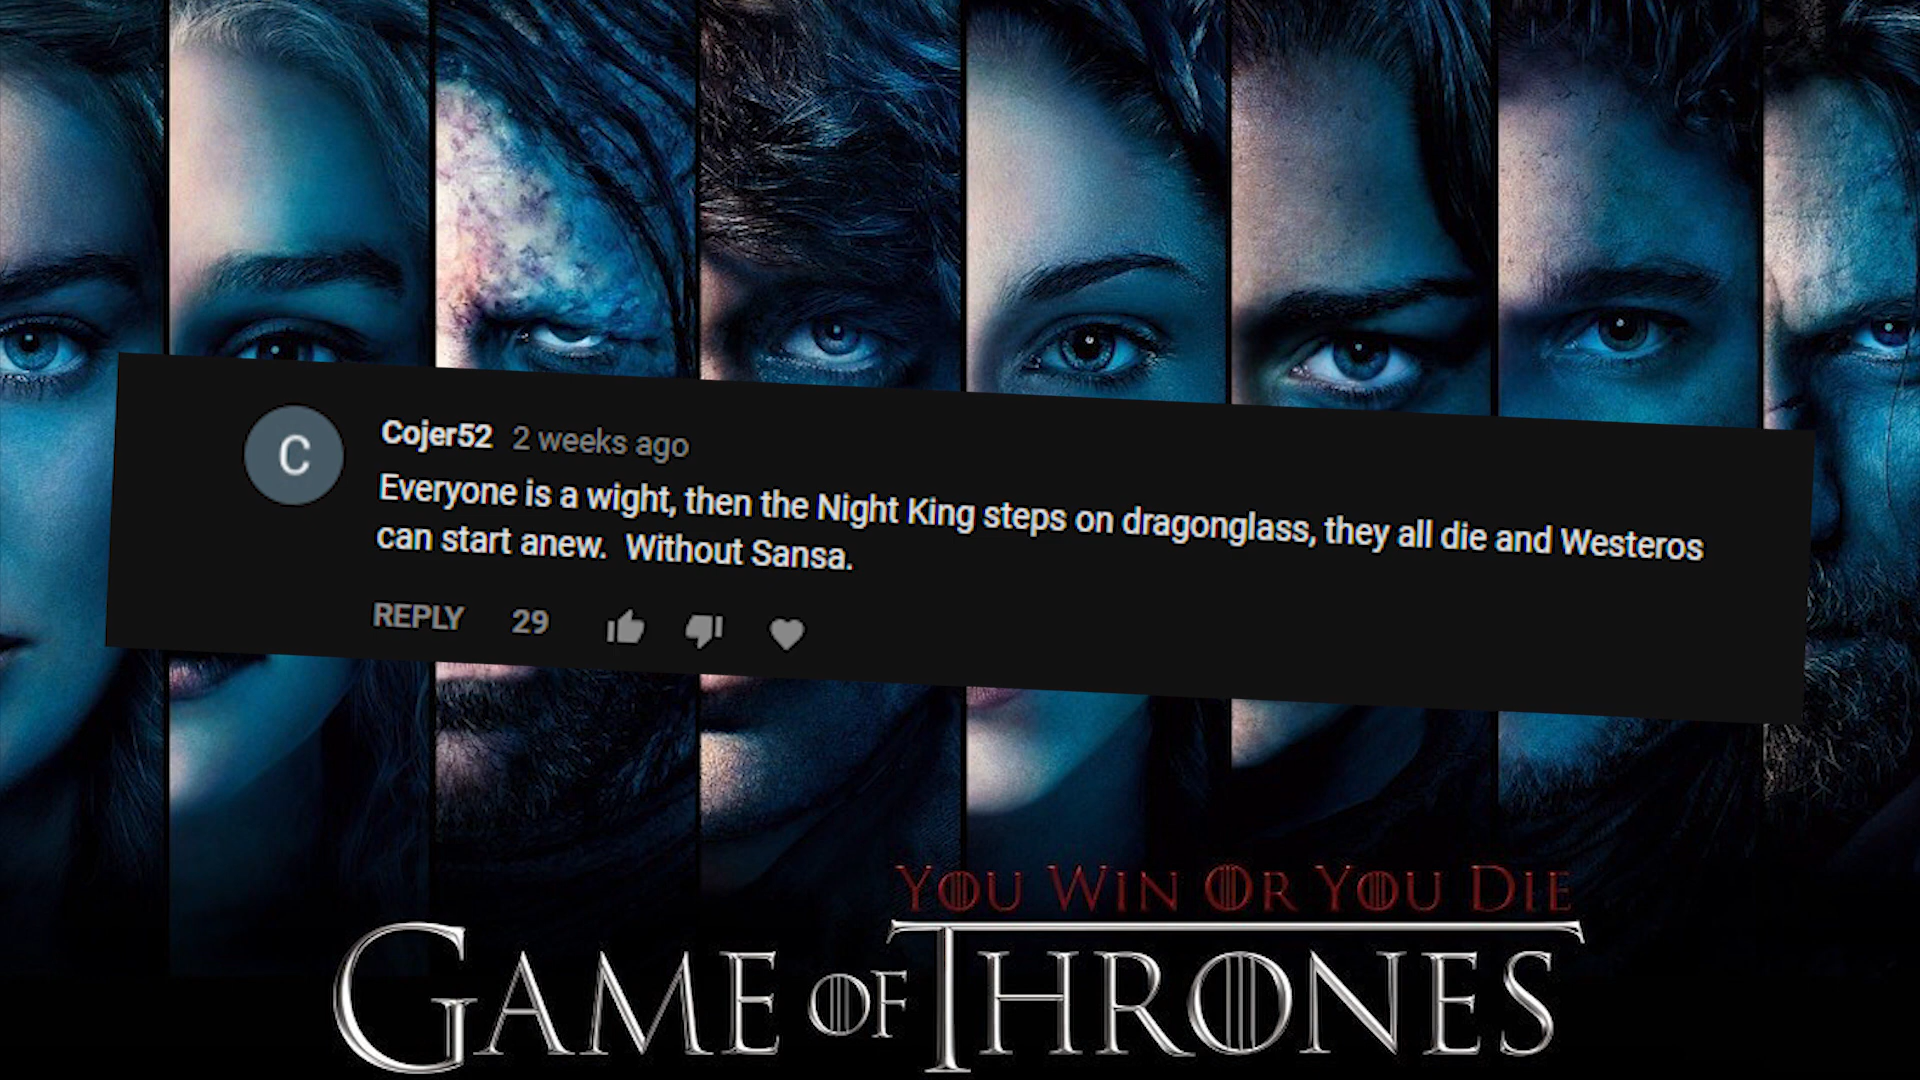 C
Cojer52 2 weeks ago
Everyone is a wight, then the Night King steps on dragonglass, they all die and Westeros
can start anew.  Without Sansa.
REPLY 29
YOU WIN OR YOU DIE
GAME OF THRONES